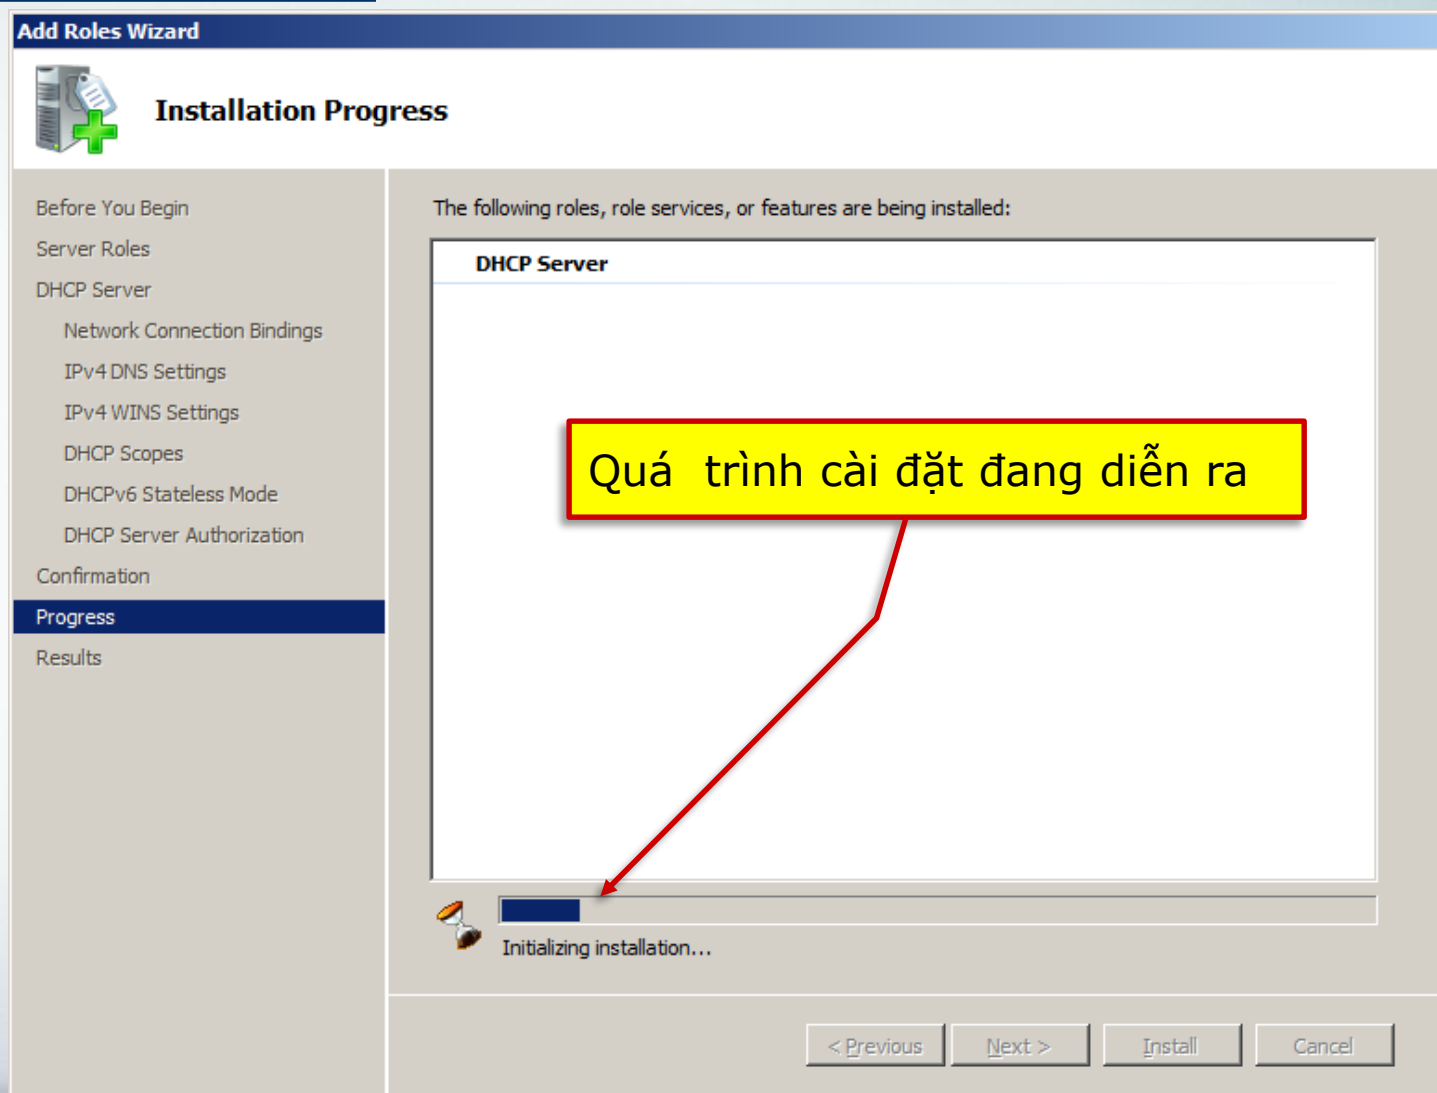 Add Roles Wizard
Installation Progress
Before You Begin
Server Roles
DHCP Server
Network Connection Bindings
IPv4 DNS Settings
IPv4 WINS Settings
DHCP Scopes
DHCPv6 Stateless Mode
DHCP Server Authorization
Confirmation
Progress
Results
The following roles, role services, or features are being installed:
DHCP Server
Quá trình cài đặt đang diễn ra
Initializing installation...
< Previous
Next >
Install
Cancel